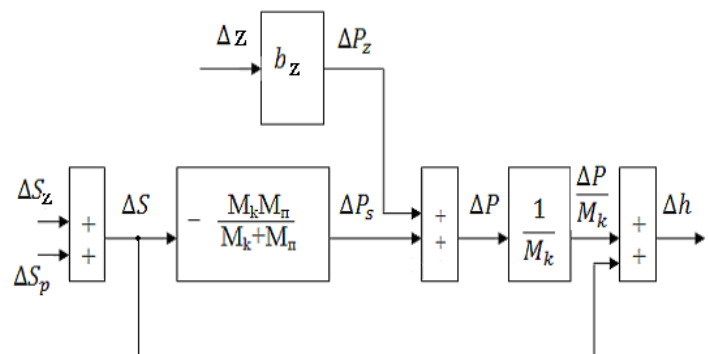 ΔZ
ΔP_z
b_z
ΔS_z
ΔS_p
+
+
ΔS
− M_k M_п / M_k+M_п
ΔP_s
+
+
ΔP
1 / M_k
ΔP / M_k
+
+
Δh